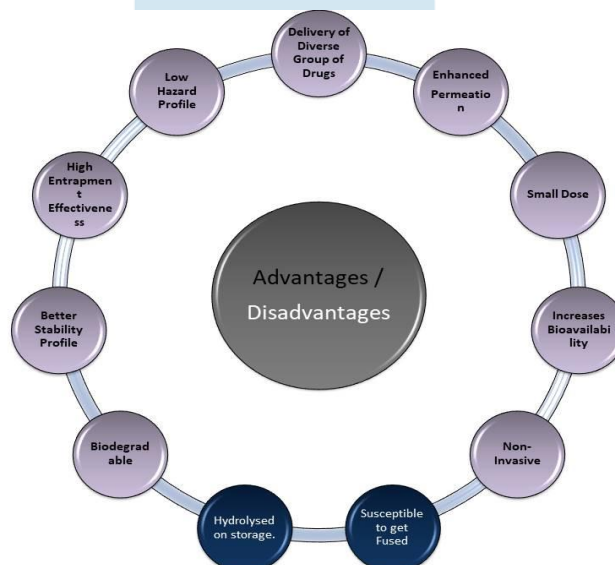 Delivery of
Diverse
Group of
Drugs
Enhanced
Permeatio
n
Small Dose
Increases
Bioavailabi
lity
Non-
Invasive
Susceptible
to get
Fused
Hydrolysed
on storage.
Biodegrad
able
Better
Stability
Profile
High
Entrapmen
t
Effectivene
ss
Low
Hazard
Profile
Advantages /
Disadvantages